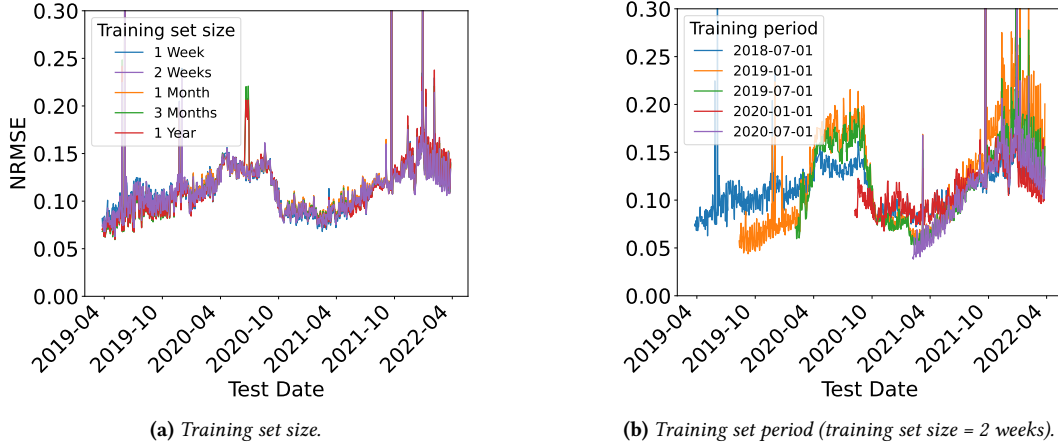 0.30
0.25
0.20
0.15
0.10
0.05
0.00
NRMSE
Training set size
1 Week
2 Weeks
1 Month
3 Months
1 Year
2019-04
2019-10
2020-04
2020-10
2021-04
2021-10
2022-04
Test Date
(a) Training set size.
0.30
0.25
0.20
0.15
0.10
0.05
0.00
Training period
2018-07-01
2019-01-01
2019-07-01
2020-01-01
2020-07-01
2019-04
2019-10
2020-04
2020-10
2021-04
2021-10
2022-04
Test Date
(b) Training set period (training set size = 2 weeks).